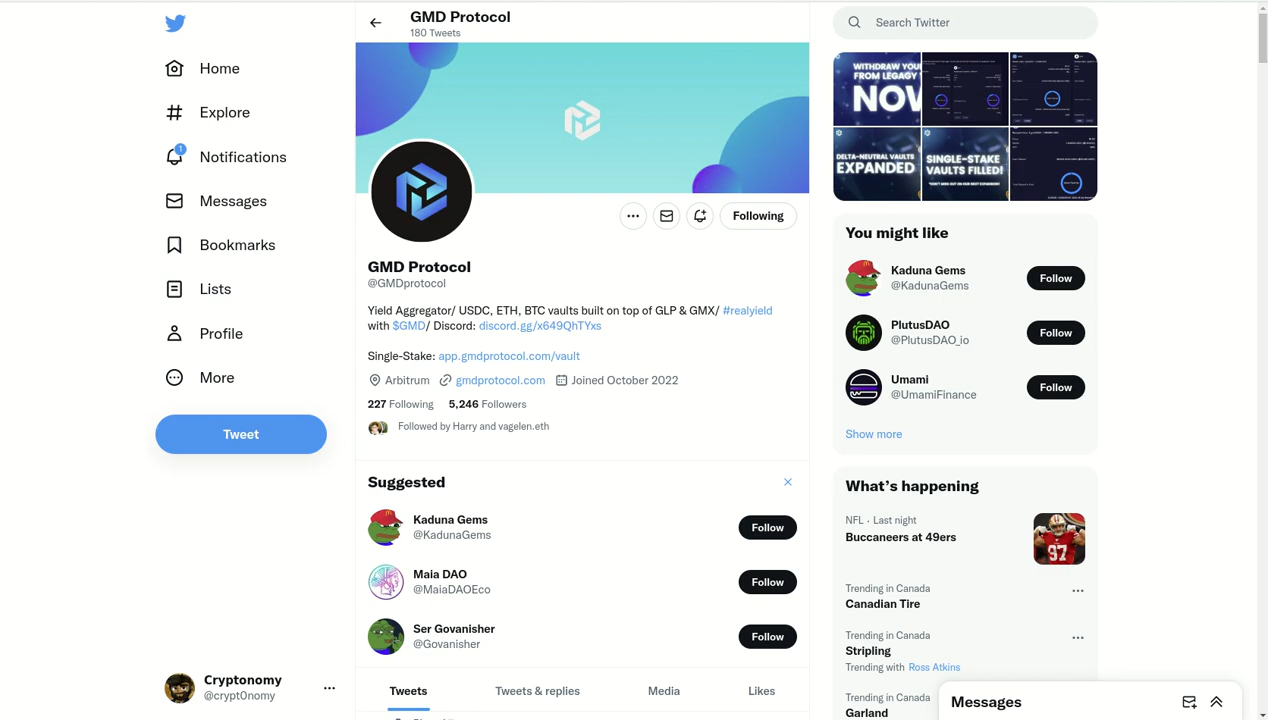 Home
Explore
1
Notifications
Messages
Bookmarks
Lists
Profile
More
Tweet
Cryptonomy
@crypt0nomy
GMD Protocol
180 Tweets
Following
GMD Protocol
@GMDprotocol
Yield Aggregator/ USDC, ETH, BTC vaults built on top of GLP & GMX/ #realyield
with $GMD/ Discord: discord.gg/x649QhTYxs
Single-Stake: app.gmdprotocol.com/vault
Arbitrum gmdprotocol.com Joined October 2022
227 Following 5,246 Followers
Followed by Harry and vagelen.eth
Suggested
Kaduna Gems
@KadunaGems
Follow
Maia DAO
@MaiaDAOEco
Follow
Ser Govanisher
@Govanisher
Follow
Tweets Tweets & replies Media Likes
Search Twitter
WITHDRAW YOU
FROM LEGACY
NOW
DELTA-NEUTRAL VAULTS
EXPANDED
SINGLE-STAKE
VAULTS FILLED!
You might like
Kaduna Gems
@KadunaGems
Follow
PlutusDAO
@PlutusDAO_io
Follow
Umami
@UmamiFinance
Follow
Show more
What's happening
NFL · Last night
Buccaneers at 49ers
97
Trending in Canada
Canadian Tire
Trending in Canada
Stripling
Trending with Ross Atkins
Trending in Canada
Garland
Messages